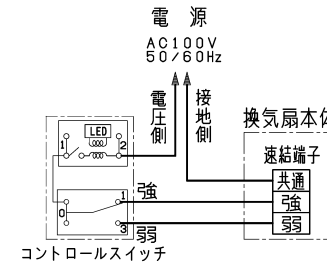 電源
AC100V
50/60Hz
電圧側
接地側
換気扇本体
速結端子
共通
強
弱
LED
1
2
0
1
3
強
弱
コントロールスイッチ